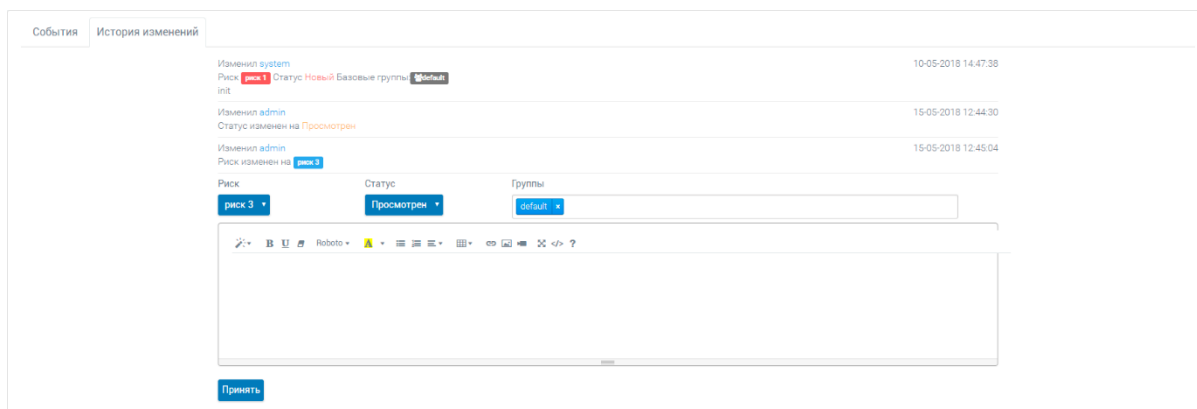 События История изменений
Изменил system 10-05-2018 14:47:38
Риск риск 1 Статус Новый Базовые группы default
init
Изменил admin 15-05-2018 12:44:30
Статус изменен на Просмотрен
Изменил admin 15-05-2018 12:45:04
Риск изменен на риск 3
Риск Статус Группы
риск 3 Просмотрен default ×
B U Roboto A </> ?
Принять